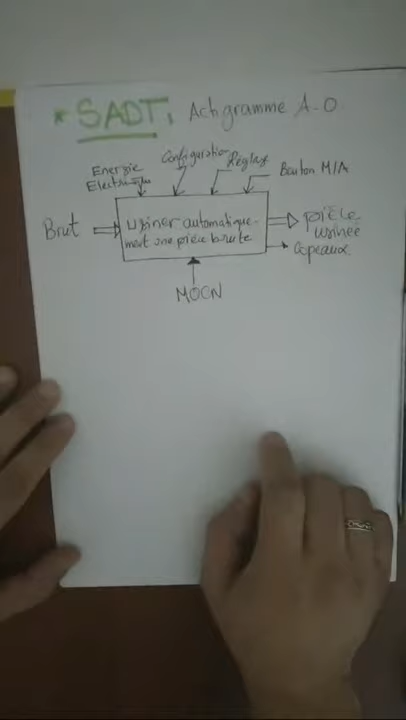 * SADT, Actigramme A-0
Energie
Electrique
Configuration
Réglage
Bouton M/A
Brut
Usiner automatique-
ment une pièce brute
pièce
usinée
Copeaux
MOCN